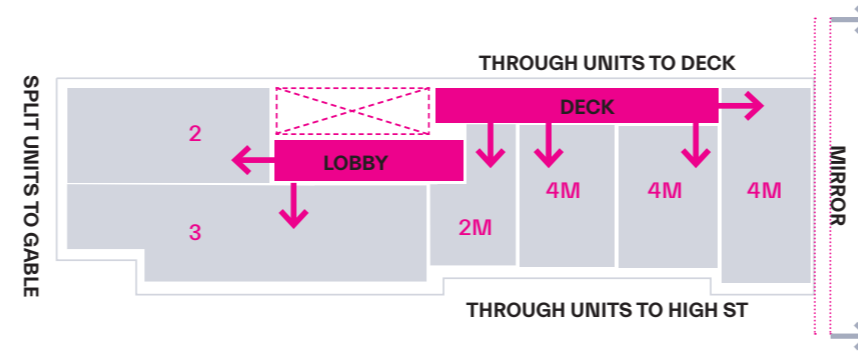 THROUGH UNITS TO DECK
DECK
2
LOBBY
4M
4M
4M
2M
3
SPLIT UNITS TO GABLE
MIRROR
THROUGH UNITS TO HIGH ST